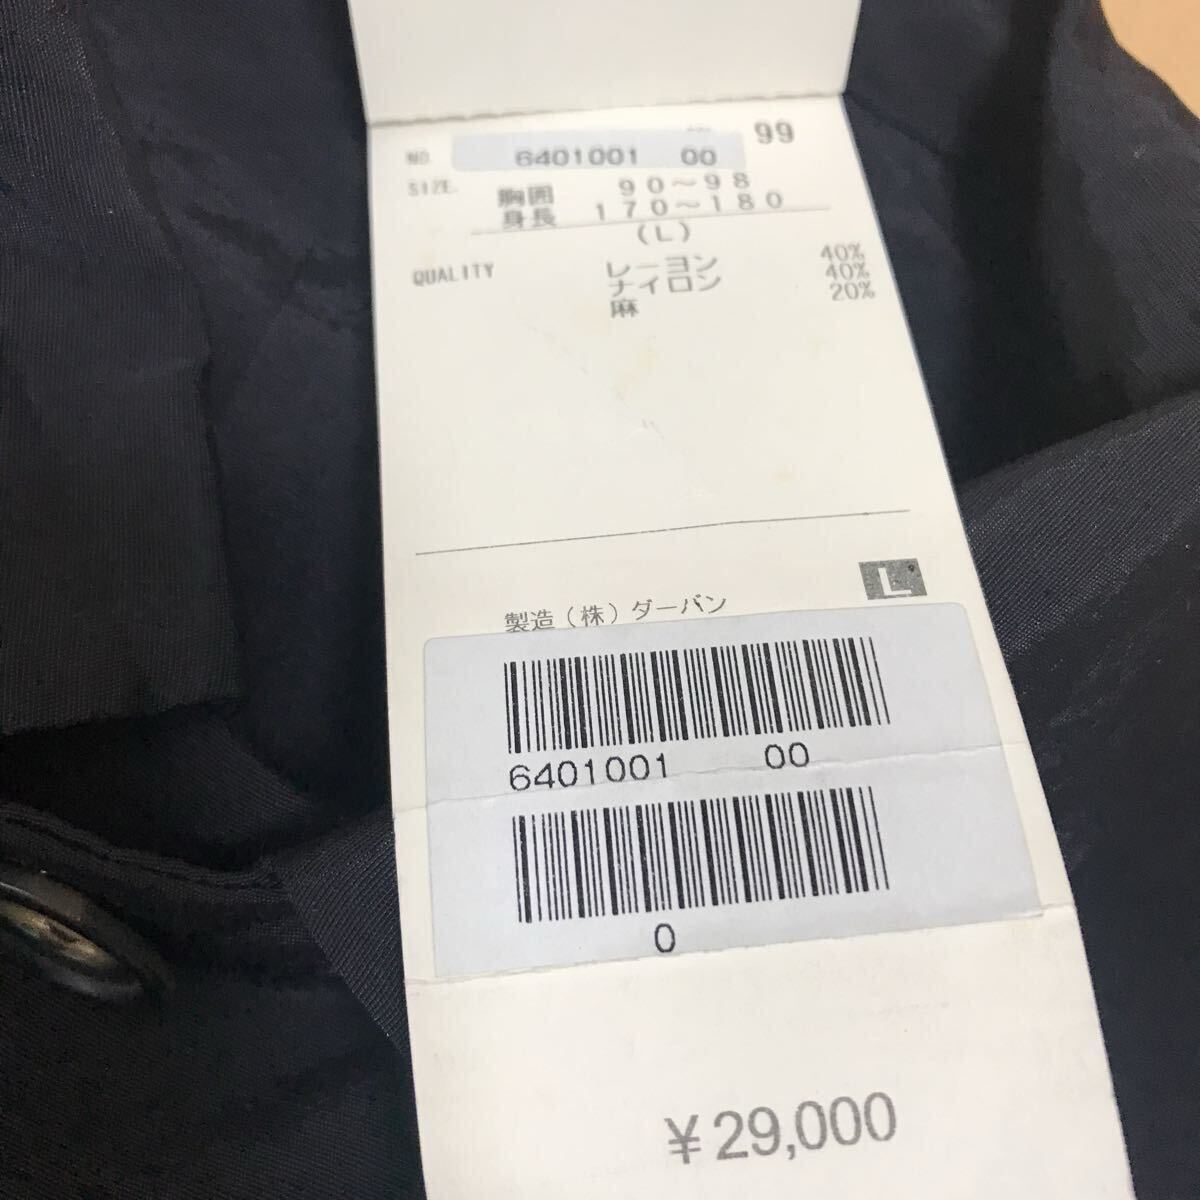 99
NO. 6401001 00
SIZE. 胸囲 90～98
身長 170～180
(L)
QUALITY レーヨン 40%
ナイロン 40%
麻 20%
L
製造（株）ダーバン
6401001 00
0
¥29,000